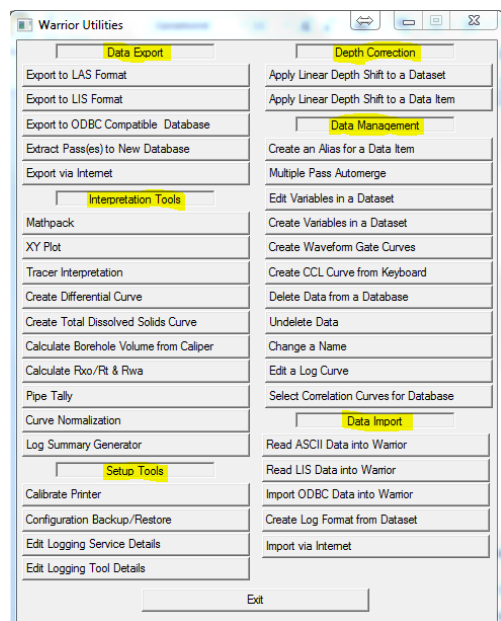 Warrior Utilities
Data Export
Export to LAS Format
Export to LIS Format
Export to ODBC Compatible Database
Extract Pass(es) to New Database
Export via Internet
Interpretation Tools
Mathpack
XY Plot
Tracer Interpretation
Create Differential Curve
Create Total Dissolved Solids Curve
Calculate Borehole Volume from Caliper
Calculate Rxo/Rt & Rwa
Pipe Tally
Curve Normalization
Log Summary Generator
Setup Tools
Calibrate Printer
Configuration Backup/Restore
Edit Logging Service Details
Edit Logging Tool Details
Depth Correction
Apply Linear Depth Shift to a Dataset
Apply Linear Depth Shift to a Data Item
Data Management
Create an Alias for a Data Item
Multiple Pass Automerge
Edit Variables in a Dataset
Create Variables in a Dataset
Create Waveform Gate Curves
Create CCL Curve from Keyboard
Delete Data from a Database
Undelete Data
Change a Name
Edit a Log Curve
Select Correlation Curves for Database
Data Import
Read ASCII Data into Warrior
Read LIS Data into Warrior
Import ODBC Data into Warrior
Create Log Format from Dataset
Import via Internet
Exit